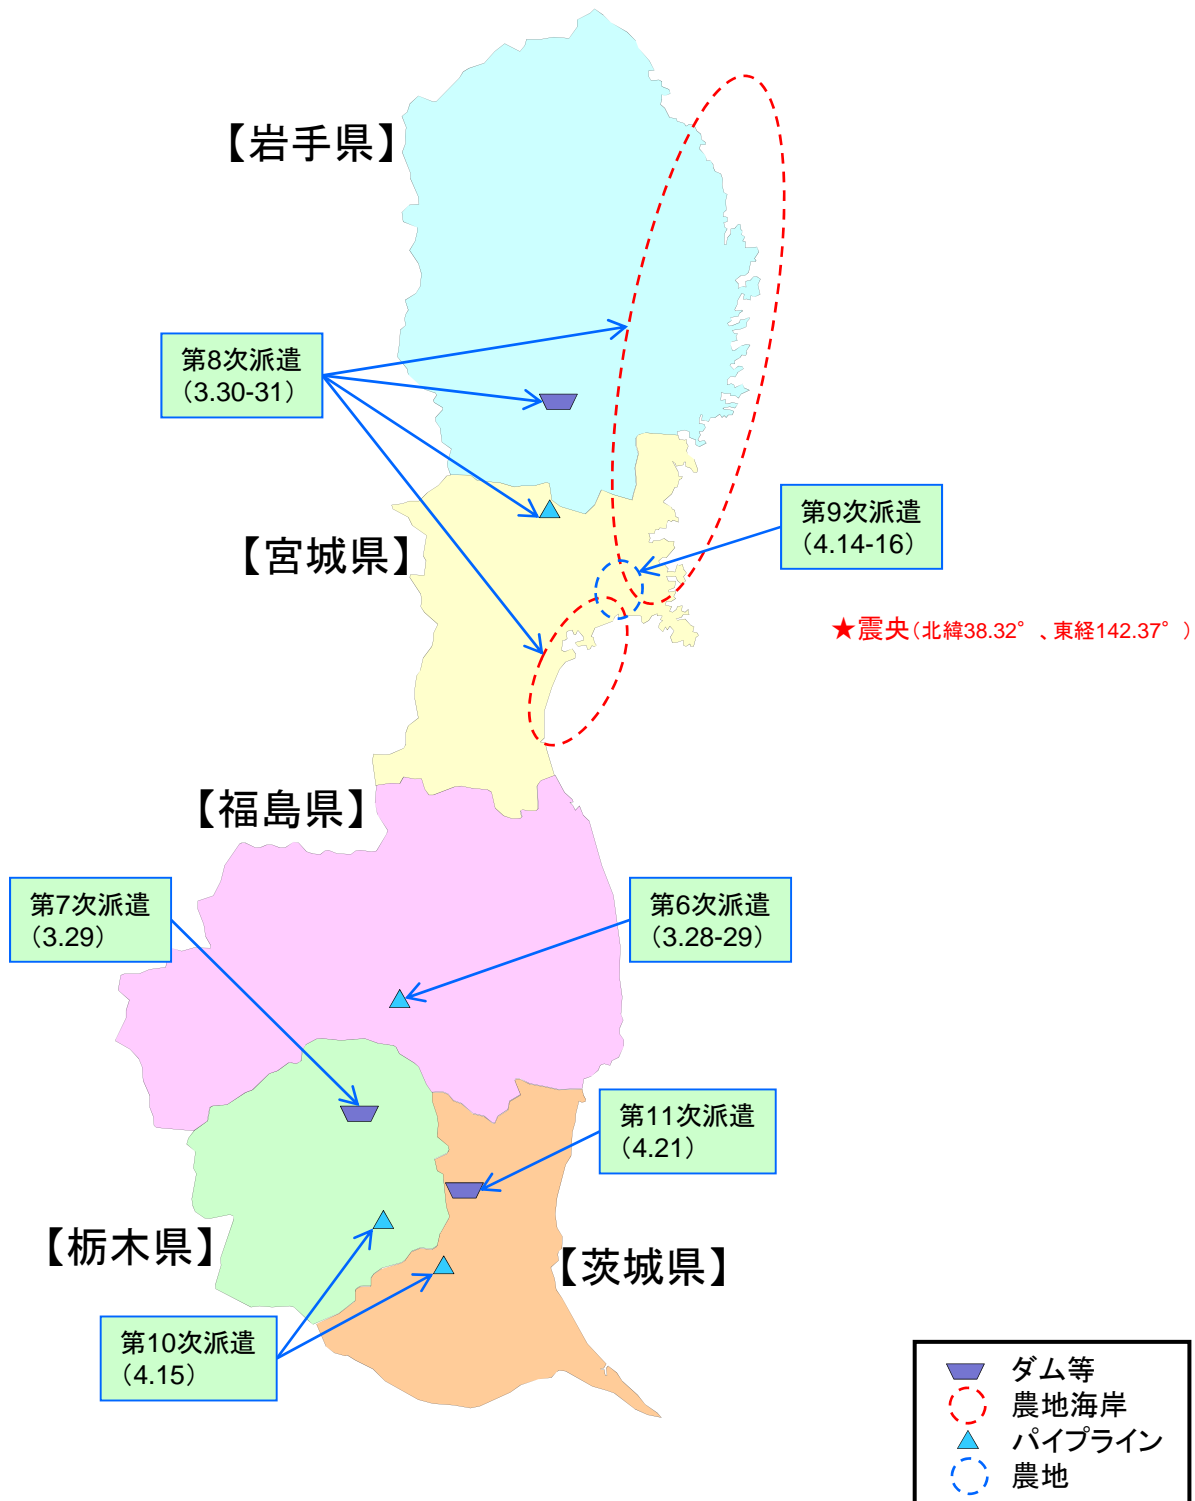 【岩手県】
第8次派遣
（3.30-31）
第9次派遣
（4.14-16）
【宮城県】
★震央（北緯38.32°、東経142.37°）
【福島県】
第7次派遣
（3.29）
第6次派遣
（3.28-29）
第11次派遣
（4.21）
【栃木県】
【茨城県】
第10次派遣
（4.15）
ダム等
農地海岸
パイプライン
農地